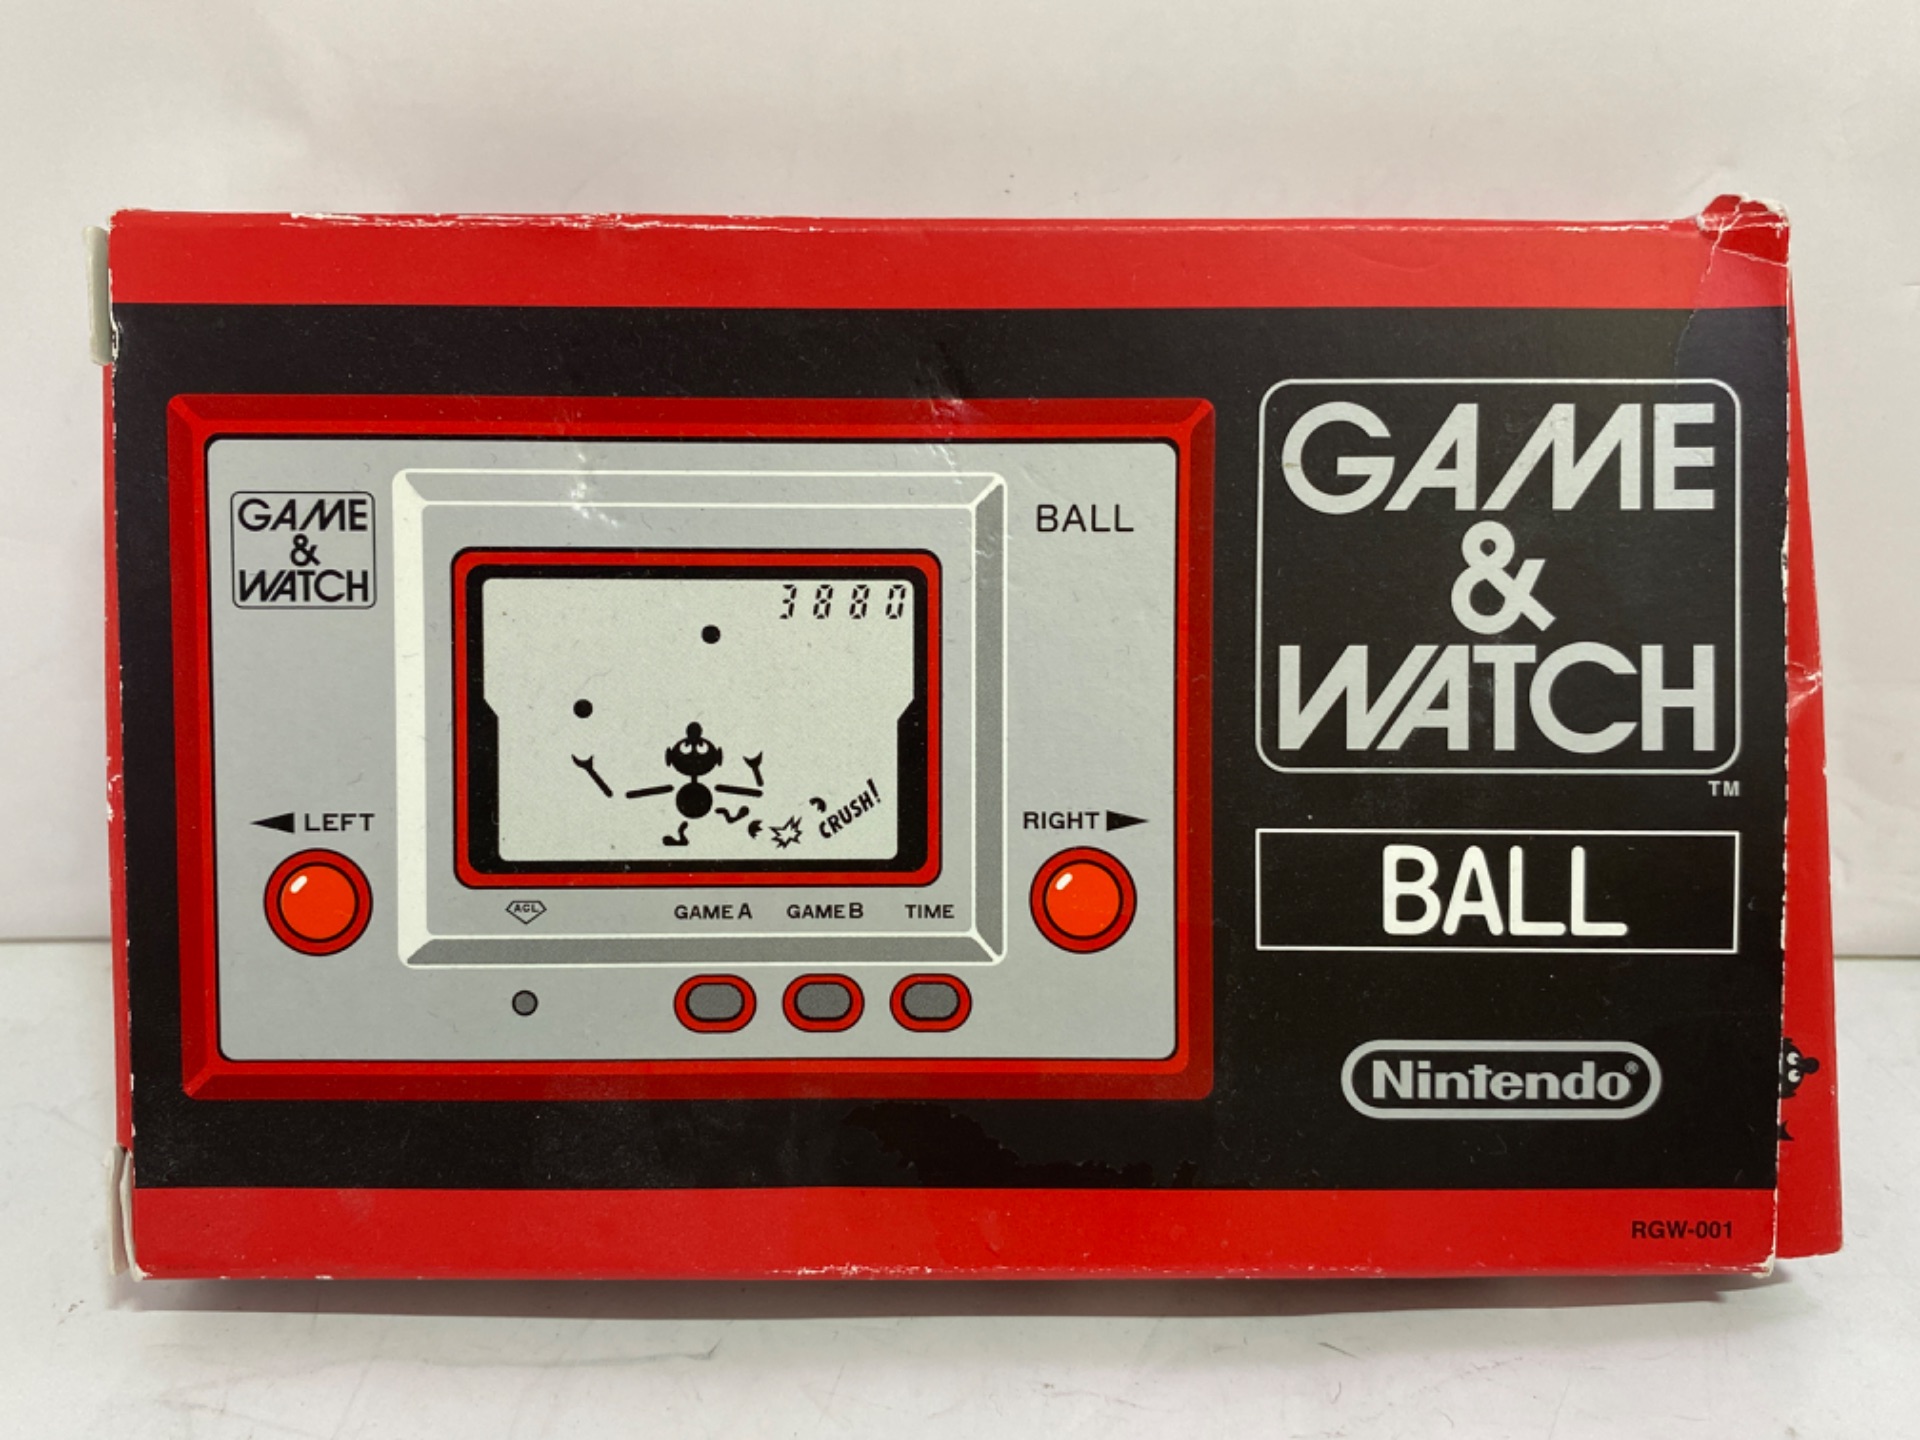 GAME
&
WATCH
BALL
3880
CRUSH!
◄LEFT
RIGHT►
ACL
GAME A GAME B TIME
GAME
&
WATCH
TM
BALL
Nintendo®
RGW-001